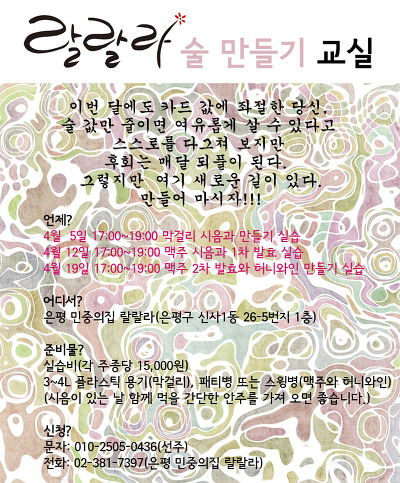 랄랄라 술 만들기 교실
이번 달에도 카드 값에 좌절한 당신,
술 값만 줄이면 여유롭게 살 수 있다고
스스로를 다그쳐 보지만
후회는 매달 되풀이 된다.
그렇지만 여기 새로운 길이 있다.
만들어 마시자!!!
언제?
4월 5일 17:00~19:00 막걸리 시음과 만들기 실습
4월 12일 17:00~19:00 맥주 시음과 1차 발효 실습
4월 19일 17:00~19:00 맥주 2차 발효와 허니와인 만들기 실습
어디서?
은평 민중의집 랄랄라(은평구 신사1동 26-5번지 1층)
준비물?
실습비(각 주종당 15,000원)
3~4L 플라스틱 용기(막걸리), 패티병 또는 스윙병(맥주와 허니와인)
(시음이 있는 날 함께 먹을 간단한 안주를 가져 오면 좋습니다.)
신청?
문자: 010-2505-0436(선주)
전화: 02-381-7397(은평 민중의집 랄랄라)